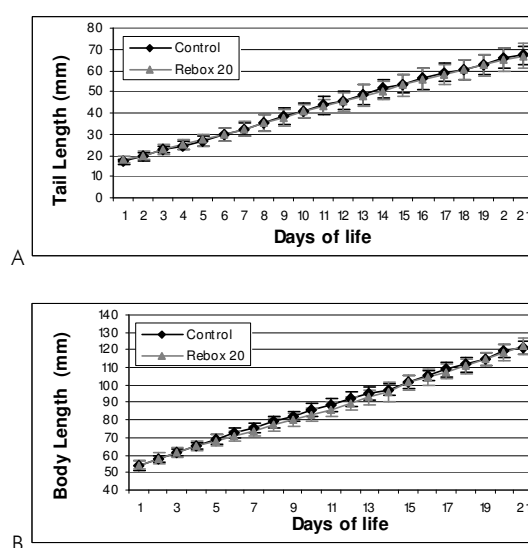 80
70
60
50
40
30
20
10
0
Tail Length (mm)
Control
Rebox 20
1 2 3 4 5 6 7 8 9 10 11 12 13 14 15 16 17 18 19 2 21
Days of life
A
140
130
120
110
100
90
80
70
60
50
40
Body Length (mm)
Control
Rebox 20
1 3 5 7 9 11 13 15 17 19 21
Days of life
B